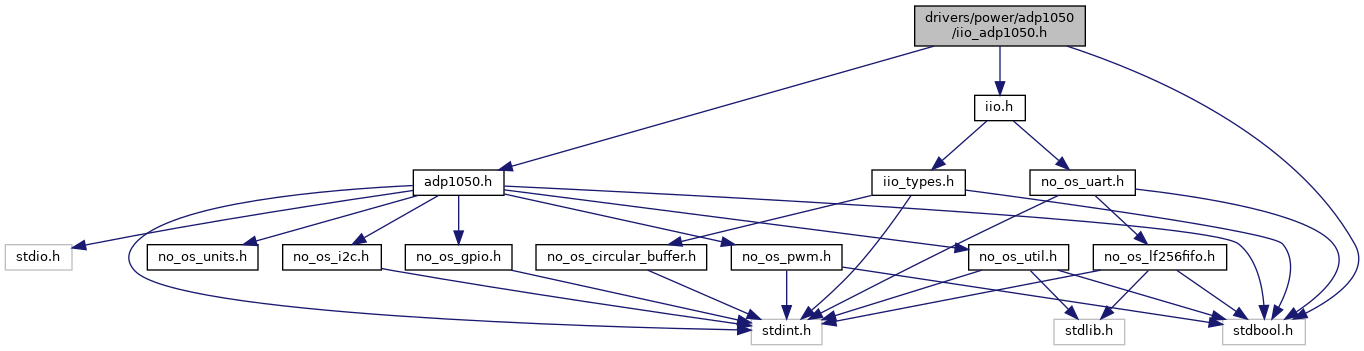 drivers/power/adp1050
/iio_adp1050.h
iio.h
adp1050.h
iio_types.h
no_os_uart.h
stdio.h
no_os_units.h
no_os_i2c.h
no_os_gpio.h
no_os_circular_buffer.h
no_os_pwm.h
no_os_util.h
no_os_lf256fifo.h
stdint.h
stdlib.h
stdbool.h